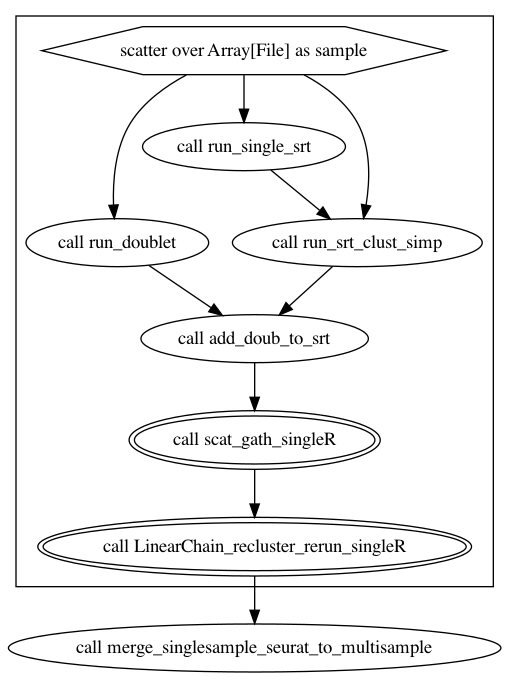 scatter over Array[File] as sample
call run_single_srt
call run_doublet
call run_srt_clust_simp
call add_doub_to_srt
call scat_gath_singleR
call LinearChain_recluster_rerun_singleR
call merge_singlesample_seurat_to_multisample